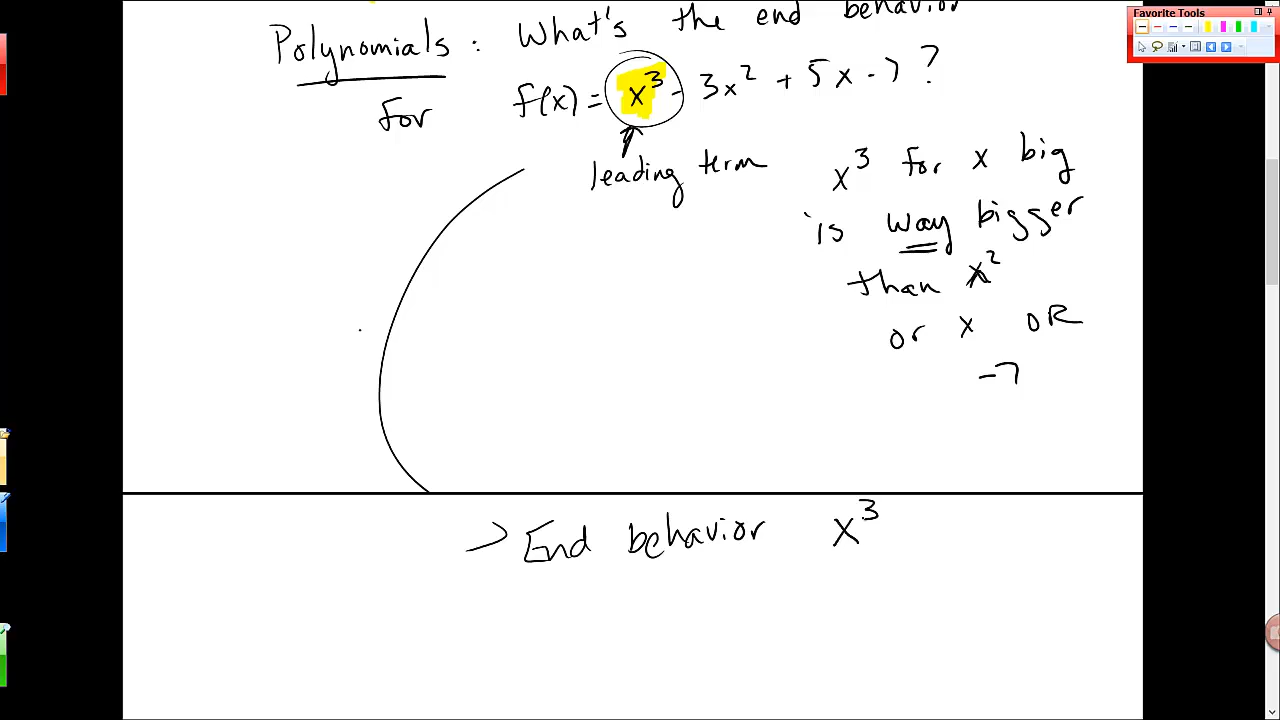 Polynomials: What's the end behavior
for f(x) = x³ - 3x² + 5x - 7 ?
leading term
x³ for x big
is way bigger
than x²
or x OR
-7
End behavior x³
Favorite Tools